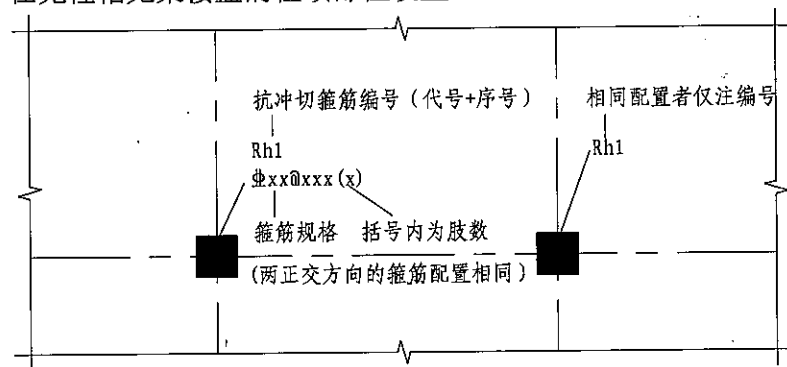 抗冲切箍筋编号（代号+序号）
相同配置者仅注编号
Rh1
Rh1
Φxx@xxx(x)
箍筋规格 括号内为肢数
(两正交方向的箍筋配置相同)